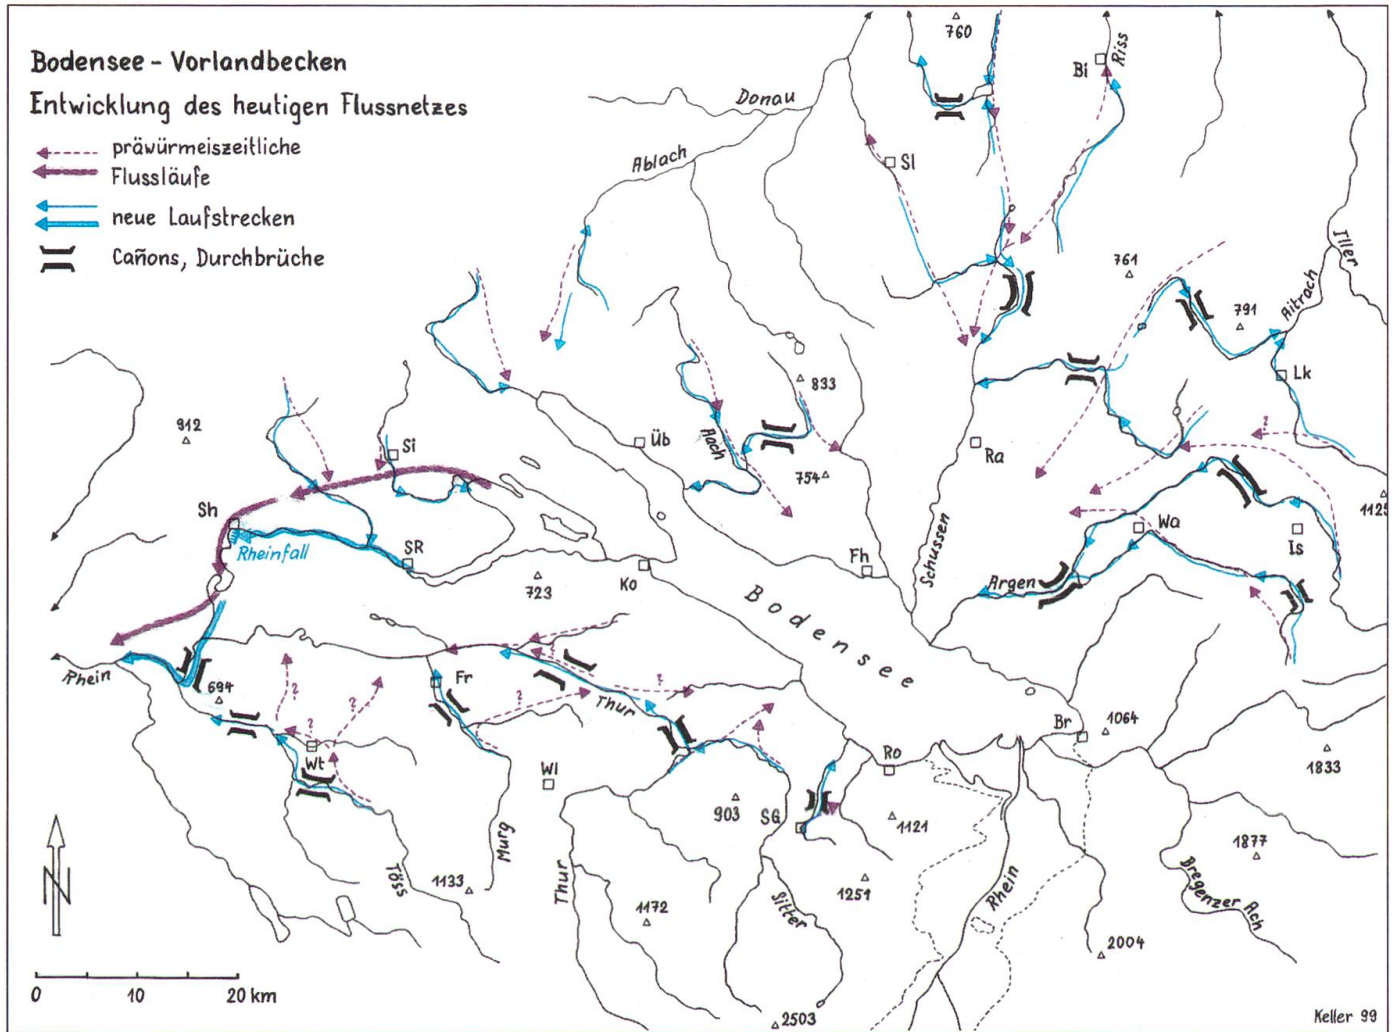 Bodensee - Vorlandbecken
Entwicklung des heutigen Flussnetzes
präwürmeiszeitliche
Flussläufe
neue Laufstrecken
Cañons, Durchbrüche
760
Bi
Riss
Donau
Ablach
Sl
Iller
761
791
Aitrach
Lk
833
912
Si
Üb
Aach
754
Ra
?
1125
Sh
Rheinfall
SR
Wa
Is
723
Ko
Fh
Schussen
Argen
Bodensee
Rhein
694
?
?
?
Wt
Fr
?
?
?
Thur
Wl
Br
1064
Ro
1833
903
SG
1121
1877
Murg
Töss
1133
Thur
1251
Sitter
Rhein
Bregenzer Ach
1172
2004
2503
N
0 10 20 km
Keller 99